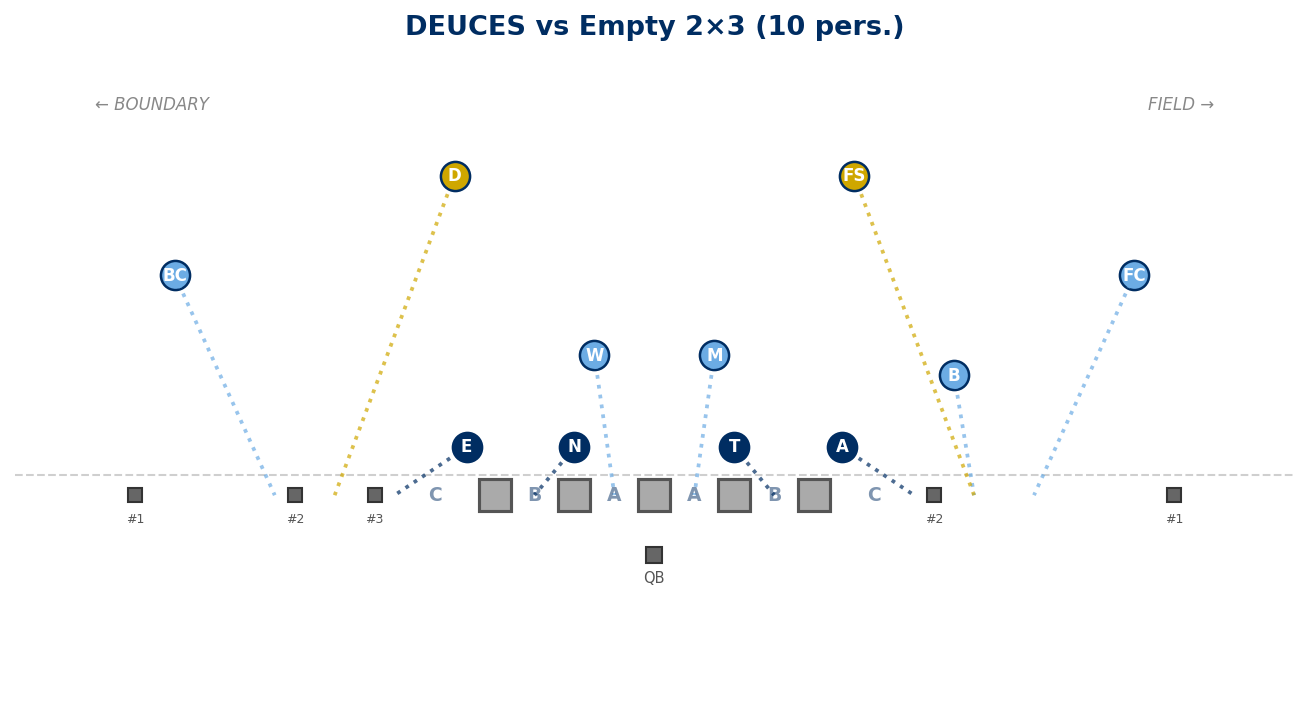 DEUCES vs Empty 2×3 (10 pers.)
← BOUNDARY FIELD →
D FS
BC FC
W M
B
E N T A
C B A A B C
#1 #2 #3 #2 #1
QB